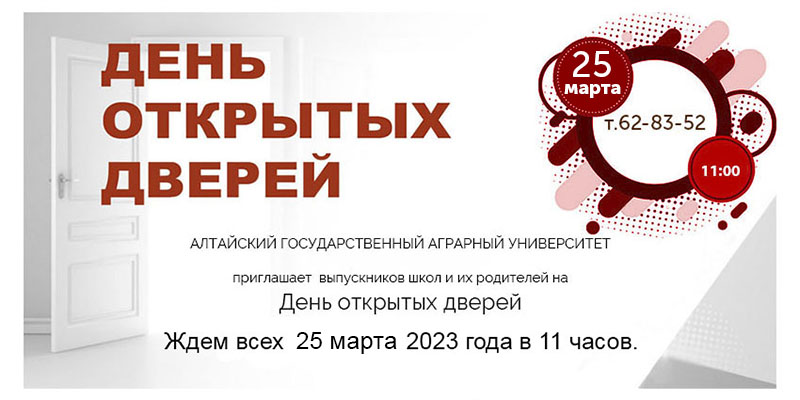 ДЕНЬ
ОТКРЫТЫХ
ДВЕРЕЙ
25
марта
т.62-83-52
11:00
АЛТАЙСКИЙ ГОСУДАРСТВЕННЫЙ АГРАРНЫЙ УНИВЕРСИТЕТ
приглашает выпускников школ и их родителей на
День открытых дверей
Ждем всех 25 марта 2023 года в 11 часов.